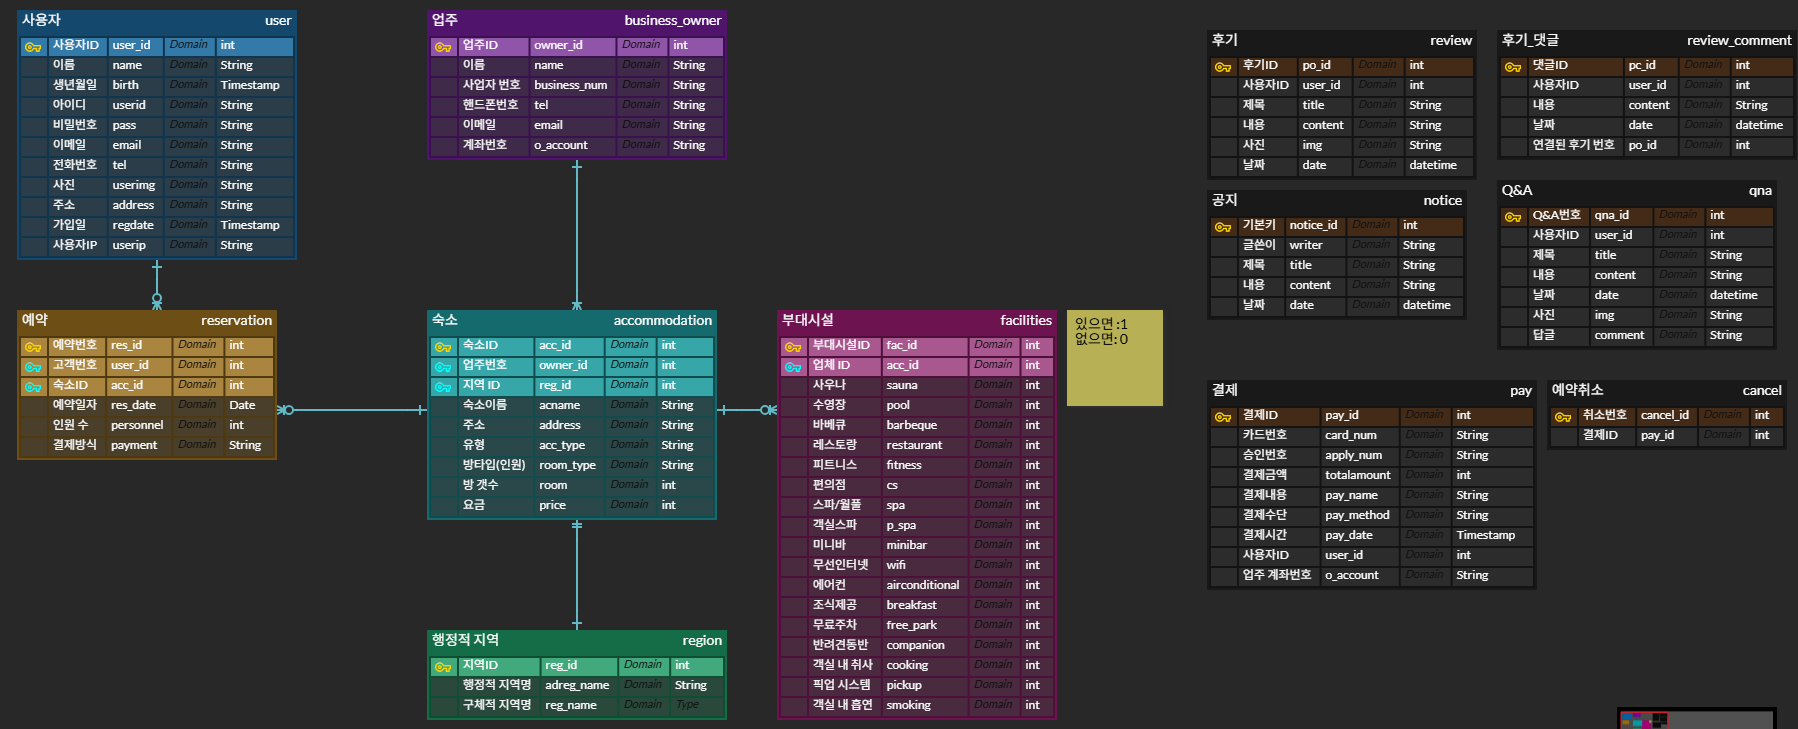 사용자 user
사용자ID user_id Domain int
이름 name Domain String
생년월일 birth Domain Timestamp
아이디 userid Domain String
비밀번호 pass Domain String
이메일 email Domain String
전화번호 tel Domain String
사진 userimg Domain String
주소 address Domain String
가입일 regdate Domain Timestamp
사용자IP userip Domain String
업주 business_owner
업주ID owner_id Domain int
이름 name Domain String
사업자 번호 business_num Domain String
핸드폰번호 tel Domain String
이메일 email Domain String
계좌번호 o_account Domain String
예약 reservation
예약번호 res_id Domain int
고객번호 user_id Domain int
숙소ID acc_id Domain int
예약일자 res_date Domain Date
인원 수 personnel Domain int
결제방식 payment Domain String
숙소 accommodation
숙소ID acc_id Domain int
업주번호 owner_id Domain int
지역 ID reg_id Domain int
숙소이름 acname Domain String
주소 address Domain String
유형 acc_type Domain String
방타입(인원) room_type Domain String
방 갯수 room Domain int
요금 price Domain int
행정적 지역 region
지역ID reg_id Domain int
행정적 지역명 adreg_name Domain String
구체적 지역명 reg_name Domain Type
부대시설 facilities
부대시설ID fac_id Domain int
업체 ID acc_id Domain int
사우나 sauna Domain int
수영장 pool Domain int
바베큐 barbeque Domain int
레스토랑 restaurant Domain int
피트니스 fitness Domain int
편의점 cs Domain int
스파/월풀 spa Domain int
객실스파 p_spa Domain int
미니바 minibar Domain int
무선인터넷 wifi Domain int
에어컨 airconditional Domain int
조식제공 breakfast Domain int
무료주차 free_park Domain int
반려견동반 companion Domain int
객실 내 취사 cooking Domain int
픽업 시스템 pickup Domain int
객실 내 흡연 smoking Domain int
있으면 :1
없으면: 0
후기 review
후기ID po_id Domain int
사용자ID user_id Domain int
제목 title Domain String
내용 content Domain String
사진 img Domain String
날짜 date Domain datetime
후기_댓글 review_comment
댓글ID pc_id Domain int
사용자ID user_id Domain int
내용 content Domain String
날짜 date Domain datetime
연결된 후기 번호 po_id Domain int
공지 notice
기본키 notice_id Domain int
글쓴이 writer Domain String
제목 title Domain String
내용 content Domain String
날짜 date Domain datetime
Q&A qna
Q&A번호 qna_id Domain int
사용자ID user_id Domain int
제목 title Domain String
내용 content Domain String
날짜 date Domain datetime
사진 img Domain String
답글 comment Domain String
결제 pay
결제ID pay_id Domain int
카드번호 card_num Domain String
승인번호 apply_num Domain String
결제금액 totalamount Domain int
결제내용 pay_name Domain String
결제수단 pay_method Domain String
결제시간 pay_date Domain Timestamp
사용자ID user_id Domain int
업주 계좌번호 o_account Domain String
예약취소 cancel
취소번호 cancel_id Domain int
결제ID pay_id Domain int